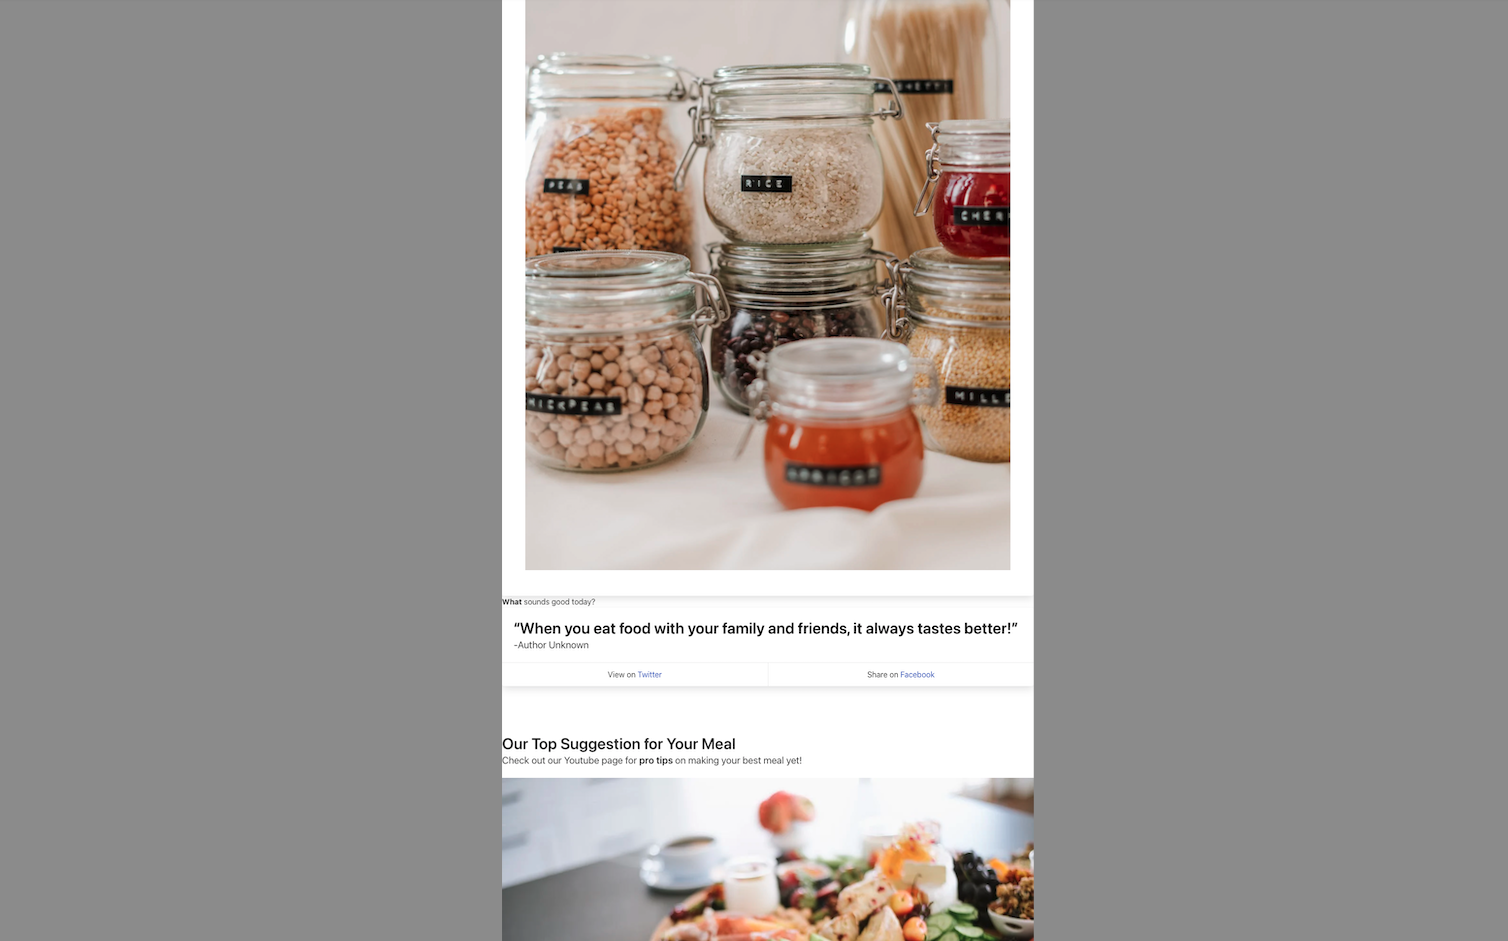 PEAS
RICE
CHER
HICKPEAS
MILLE
What sounds good today?
“When you eat food with your family and friends, it always tastes better!”
-Author Unknown
View on Twitter
Share on Facebook
Our Top Suggestion for Your Meal
Check out our Youtube page for pro tips on making your best meal yet!